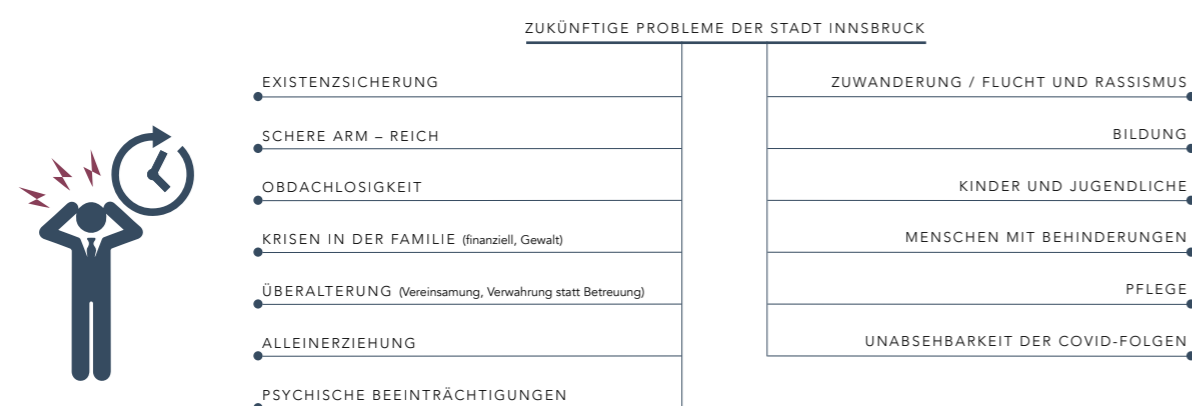 ZUKÜNFTIGE PROBLEME DER STADT INNSBRUCK
EXISTENZSICHERUNG
SCHERE ARM – REICH
OBDACHLOSIGKEIT
KRISEN IN DER FAMILIE (finanziell, Gewalt)
ÜBERALTERUNG (Vereinsamung, Verwahrung statt Betreuung)
ALLEINERZIEHUNG
PSYCHISCHE BEEINTRÄCHTIGUNGEN
ZUWANDERUNG / FLUCHT UND RASSISMUS
BILDUNG
KINDER UND JUGENDLICHE
MENSCHEN MIT BEHINDERUNGEN
PFLEGE
UNABSEHBARKEIT DER COVID-FOLGEN